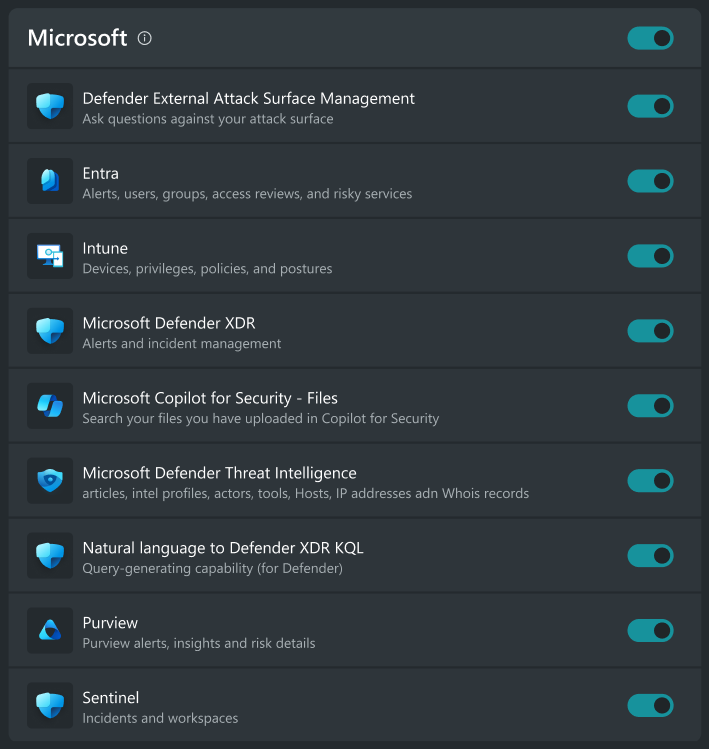 Microsoft
Defender External Attack Surface Management
Ask questions against your attack surface
Entra
Alerts, users, groups, access reviews, and risky services
Intune
Devices, privileges, policies, and postures
Microsoft Defender XDR
Alerts and incident management
Microsoft Copilot for Security - Files
Search your files you have uploaded in Copilot for Security
Microsoft Defender Threat Intelligence
articles, intel profiles, actors, tools, Hosts, IP addresses adn Whois records
Natural language to Defender XDR KQL
Query-generating capability (for Defender)
Purview
Purview alerts, insights and risk details
Sentinel
Incidents and workspaces